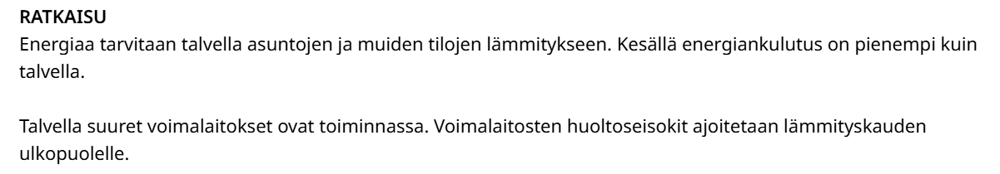 RATKAISU
Energiaa tarvitaan talvella asuntojen ja muiden tilojen lämmitykseen. Kesällä energiankulutus on pienempi kuin
talvella.
Talvella suuret voimalaitokset ovat toiminnassa. Voimalaitosten huoltoseisokit ajoitetaan lämmityskauden
ulkopuolelle.